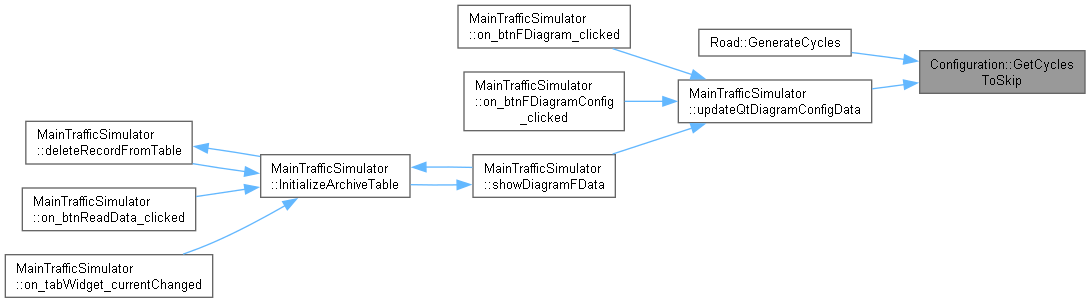 MainTrafficSimulator
::on_btnFDiagram_clicked
Road::GenerateCycles
Configuration::GetCycles
ToSkip
MainTrafficSimulator
::on_btnFDiagramConfig
_clicked
MainTrafficSimulator
::updateQtDiagramConfigData
MainTrafficSimulator
::deleteRecordFromTable
MainTrafficSimulator
::InitializeArchiveTable
MainTrafficSimulator
::showDiagramFData
MainTrafficSimulator
::on_btnReadData_clicked
MainTrafficSimulator
::on_tabWidget_currentChanged